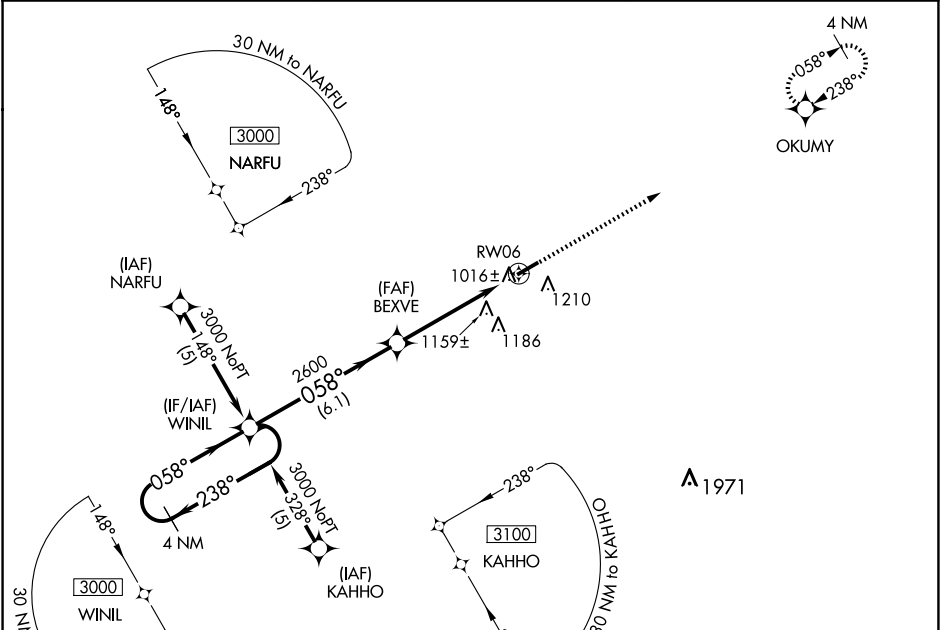 4 NM
058°
238°
OKUMY
30 NM to NARFU
148°
3000
NARFU
238°
RW06
1016±
1210
(IAF)
NARFU
(FAF)
BEXVE
1159±
1186
3000 NoPT
148°
(5)
2600
058°
(6.1)
(IF/IAF)
WINIL
058°
238°
4 NM
3000 NoPT
328°
(5)
(IAF)
KAHHO
1971
238°
3100
KAHHO
30 NM to KAHHO
148°
3000
WINIL
30 N